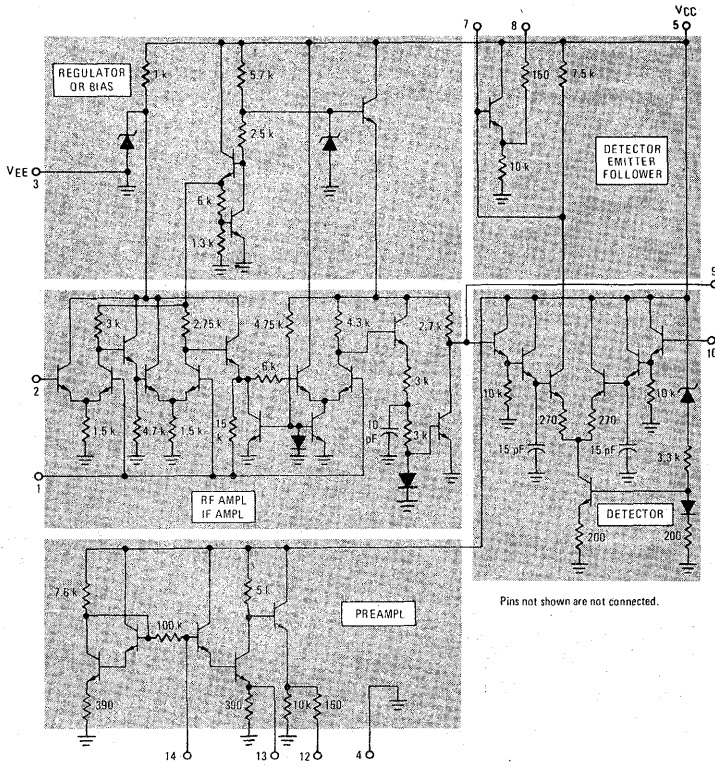 VCC
7
8
5
REGULATOR
OR BIAS
1 k
5.7 k
150
7.5 k
2.5 k
10 k
DETECTOR
EMITTER
FOLLOWER
VEE
3
6 k
1.3 k
9
3 k
2.75 k
4.75 k
4.3 k
2.7 k
10
2
6 k
3 k
10 k
10 k
1.5 k
4.7 k
1.5 k
15
k
10
pF
3 k
270
270
15 pF
15 pF
3.3 k
1
RF AMPL
IF AMPL
DETECTOR
200
200
7.6 k
5 k
PREAMPL
Pins not shown are not connected.
100 k
390
390
10 k
150
14
13
12
4